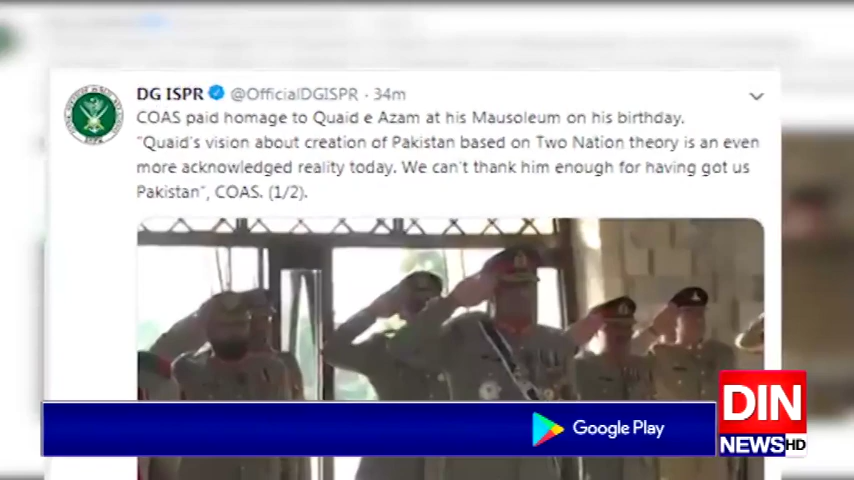 DG ISPR @OfficialDGISPR · 34m
COAS paid homage to Quaid e Azam at his Mausoleum on his birthday.
"Quaid's vision about creation of Pakistan based on Two Nation theory is an even
more acknowledged reality today. We can't thank him enough for having got us
Pakistan", COAS. (1/2).
Google Play
DIN
NEWS HD